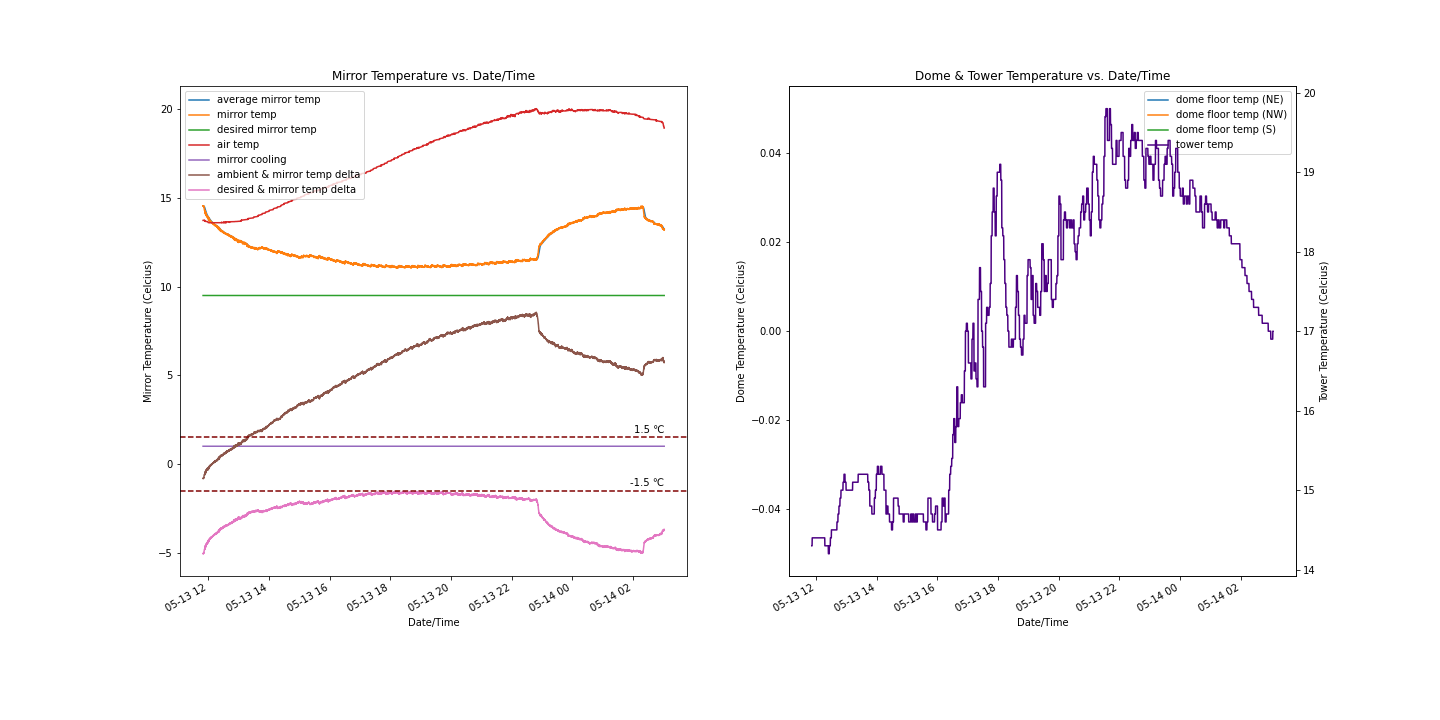 Mirror Temperature vs. Date/Time
average mirror temp
mirror temp
desired mirror temp
air temp
mirror cooling
ambient & mirror temp delta
desired & mirror temp delta
20
15
10
5
0
−5
Mirror Temperature (Celcius)
1.5 °C
-1.5 °C
05-13 12
05-13 14
05-13 16
05-13 18
05-13 20
05-13 22
05-14 00
05-14 02
Date/Time
Dome & Tower Temperature vs. Date/Time
dome floor temp (NE)
dome floor temp (NW)
dome floor temp (S)
tower temp
0.04
0.02
0.00
−0.02
−0.04
Dome Temperature (Celcius)
20
19
18
17
16
15
14
Tower Temperature (Celcius)
05-13 12
05-13 14
05-13 16
05-13 18
05-13 20
05-13 22
05-14 00
05-14 02
Date/Time